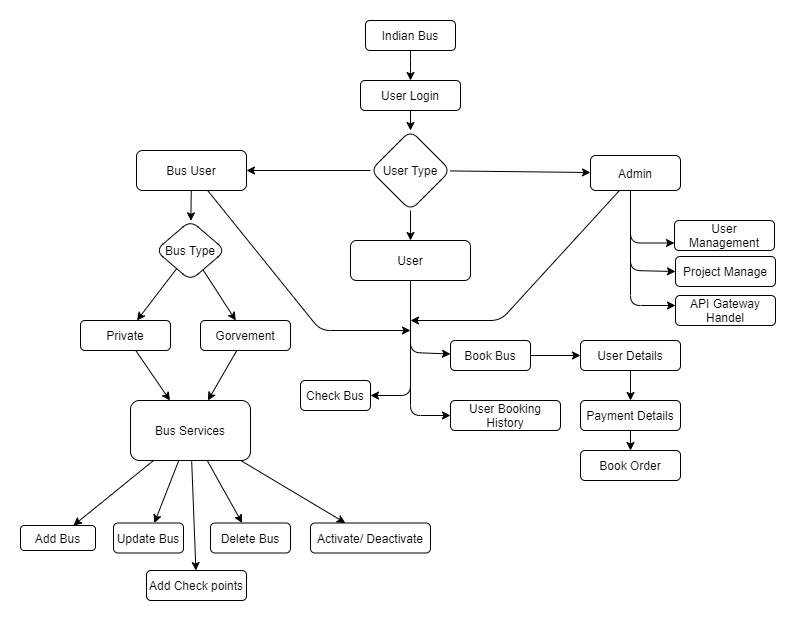 Indian Bus
User Login
Bus User
User Type
Admin
User
Management
Bus Type
User
Project Manage
API Gateway
Handel
Private
Gorvement
Book Bus
User Details
Check Bus
User Booking
History
Payment Details
Bus Services
Book Order
Add Bus
Update Bus
Delete Bus
Activate/ Deactivate
Add Check points